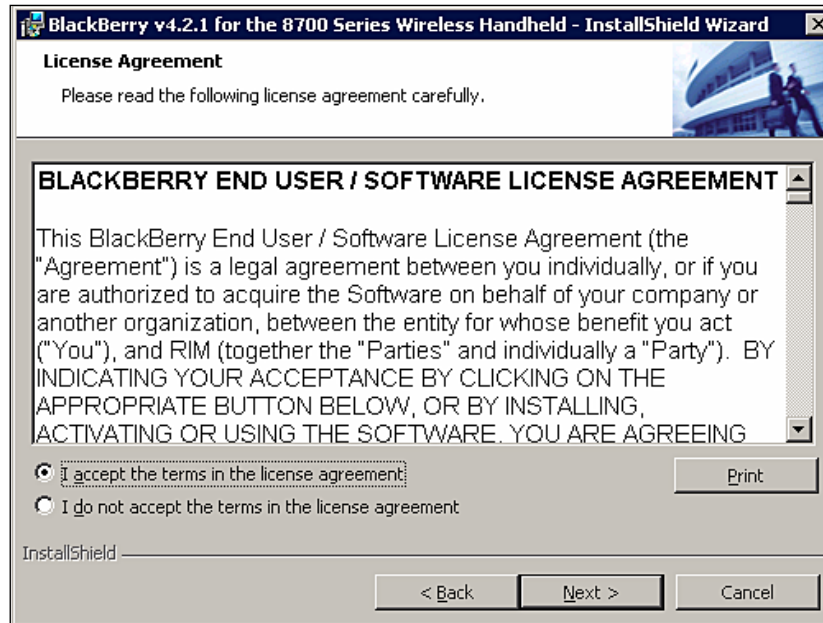 BlackBerry v4.2.1 for the 8700 Series Wireless Handheld - InstallShield Wizard
License Agreement
Please read the following license agreement carefully.
BLACKBERRY END USER / SOFTWARE LICENSE AGREEMENT
This BlackBerry End User / Software License Agreement (the
"Agreement") is a legal agreement between you individually, or if you
are authorized to acquire the Software on behalf of your company or
another organization, between the entity for whose benefit you act
("You"), and RIM (together the "Parties" and individually a "Party").  BY
INDICATING YOUR ACCEPTANCE BY CLICKING ON THE
APPROPRIATE BUTTON BELOW, OR BY INSTALLING,
ACTIVATING OR USING THE SOFTWARE, YOU ARE AGREEING
I accept the terms in the license agreement
Print
I do not accept the terms in the license agreement
InstallShield
< Back
Next >
Cancel